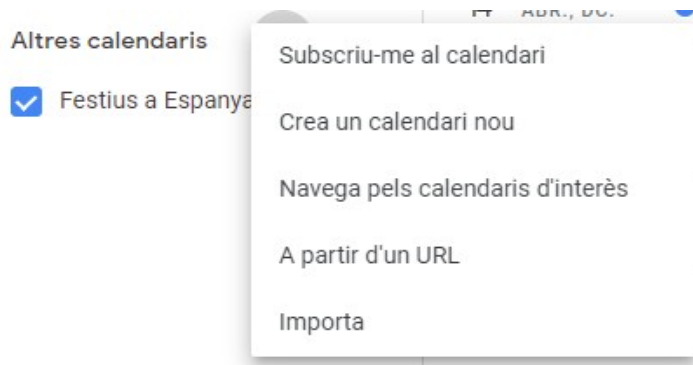 Altres calendaris
Festius a Espanya
Subscriu-me al calendari
Crea un calendari nou
Navega pels calendaris d'interès
A partir d'un URL
Importa